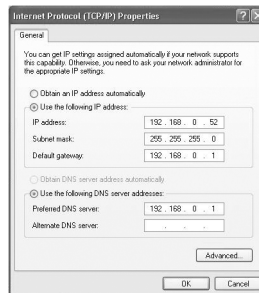 Internet Protocol (TCP/IP) Properties
General
You can get IP settings assigned automatically if your network supports
this capability. Otherwise, you need to ask your network administrator for
the appropriate IP settings.
Obtain an IP address automatically
Use the following IP address:
IP address: 192 . 168 . 0 . 52
Subnet mask: 255 . 255 . 255 . 0
Default gateway: 192 . 168 . 0 . 1
Obtain DNS server address automatically
Use the following DNS server addresses:
Preferred DNS server: 192 . 168 . 0 . 1
Alternate DNS server: . . .
Advanced...
OK Cancel